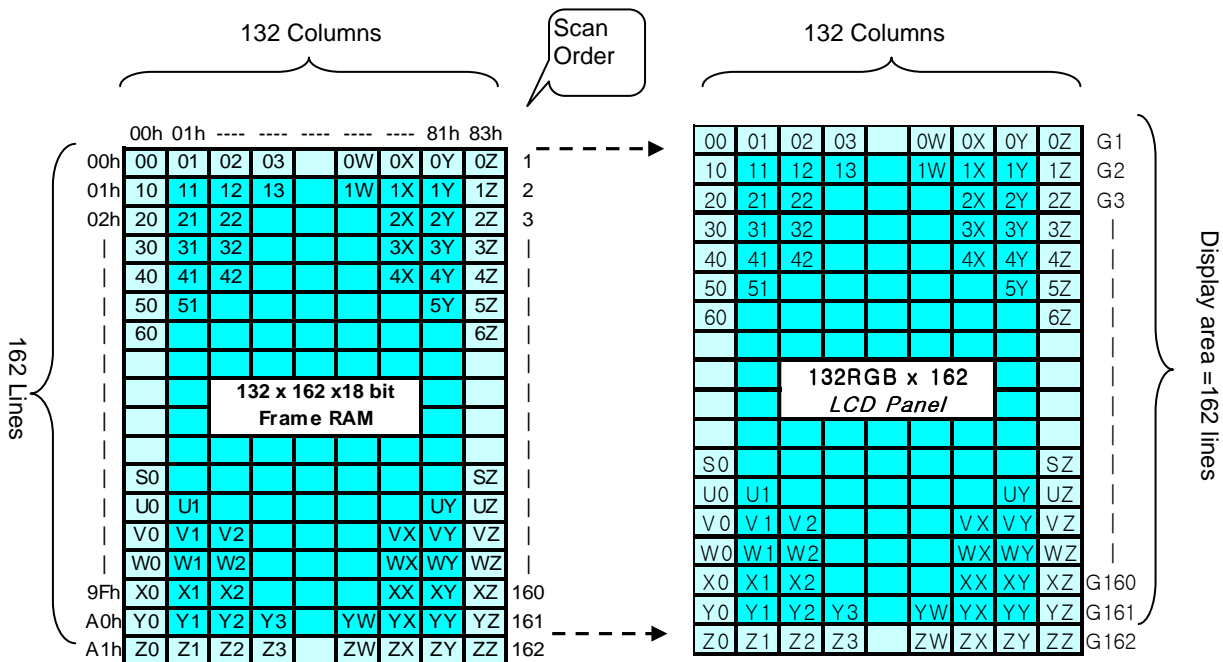 132 Columns
Scan
Order
132 Columns
00h 01h ---- ---- ---- ---- ---- 81h 83h
00h 00 01 02 03 0W 0X 0Y 0Z 1
01h 10 11 12 13 1W 1X 1Y 1Z 2
02h 20 21 22 2X 2Y 2Z 3
30 31 32 3X 3Y 3Z
40 41 42 4X 4Y 4Z
50 51 5Y 5Z
60 6Z
132 x 162 x18 bit
Frame RAM
S0 SZ
U0 U1 UY UZ
V0 V1 V2 VX VY VZ
W0 W1 W2 WX WY WZ
9Fh X0 X1 X2 XX XY XZ 160
A0h Y0 Y1 Y2 Y3 YW YX YY YZ 161
A1h Z0 Z1 Z2 Z3 ZW ZX ZY ZZ 162
162 Lines
00 01 02 03 0W 0X 0Y 0Z G1
10 11 12 13 1W 1X 1Y 1Z G2
20 21 22 2X 2Y 2Z G3
30 31 32 3X 3Y 3Z
40 41 42 4X 4Y 4Z
50 51 5Y 5Z
60 6Z
132RGB x 162
LCD Panel
S0 SZ
U0 U1 UY UZ
V0 V1 V2 VX VY VZ
W0 W1 W2 WX WY WZ
X0 X1 X2 XX XY XZ G160
Y0 Y1 Y2 Y3 YW YX YY YZ G161
Z0 Z1 Z2 Z3 ZW ZX ZY ZZ G162
Display area =162 lines